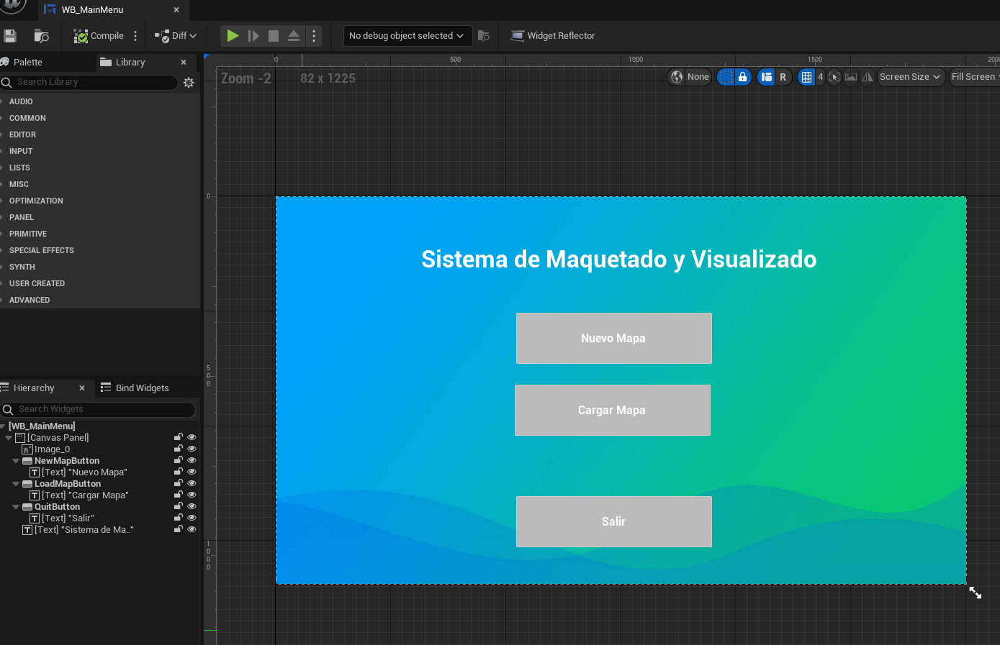 WB_MainMenu
Compile
Diff
No debug object selected
Widget Reflector
Palette
Library
Search Library
AUDIO
COMMON
EDITOR
INPUT
LISTS
MISC
OPTIMIZATION
PANEL
PRIMITIVE
SPECIAL EFFECTS
SYNTH
USER CREATED
ADVANCED
Hierarchy
Bind Widgets
Search Widgets
[WB_MainMenu]
[Canvas Panel]
Image_0
NewMapButton
[Text] "Nuevo Mapa"
LoadMapButton
[Text] "Cargar Mapa"
QuitButton
[Text] "Salir"
[Text] "Sistema de Ma.."
0 500 1000 1500 2000
Zoom -2 82 x 1225
None
R
4
Screen Size
Fill Screen
0
500
1000
Sistema de Maquetado y Visualizado
Nuevo Mapa
Cargar Mapa
Salir